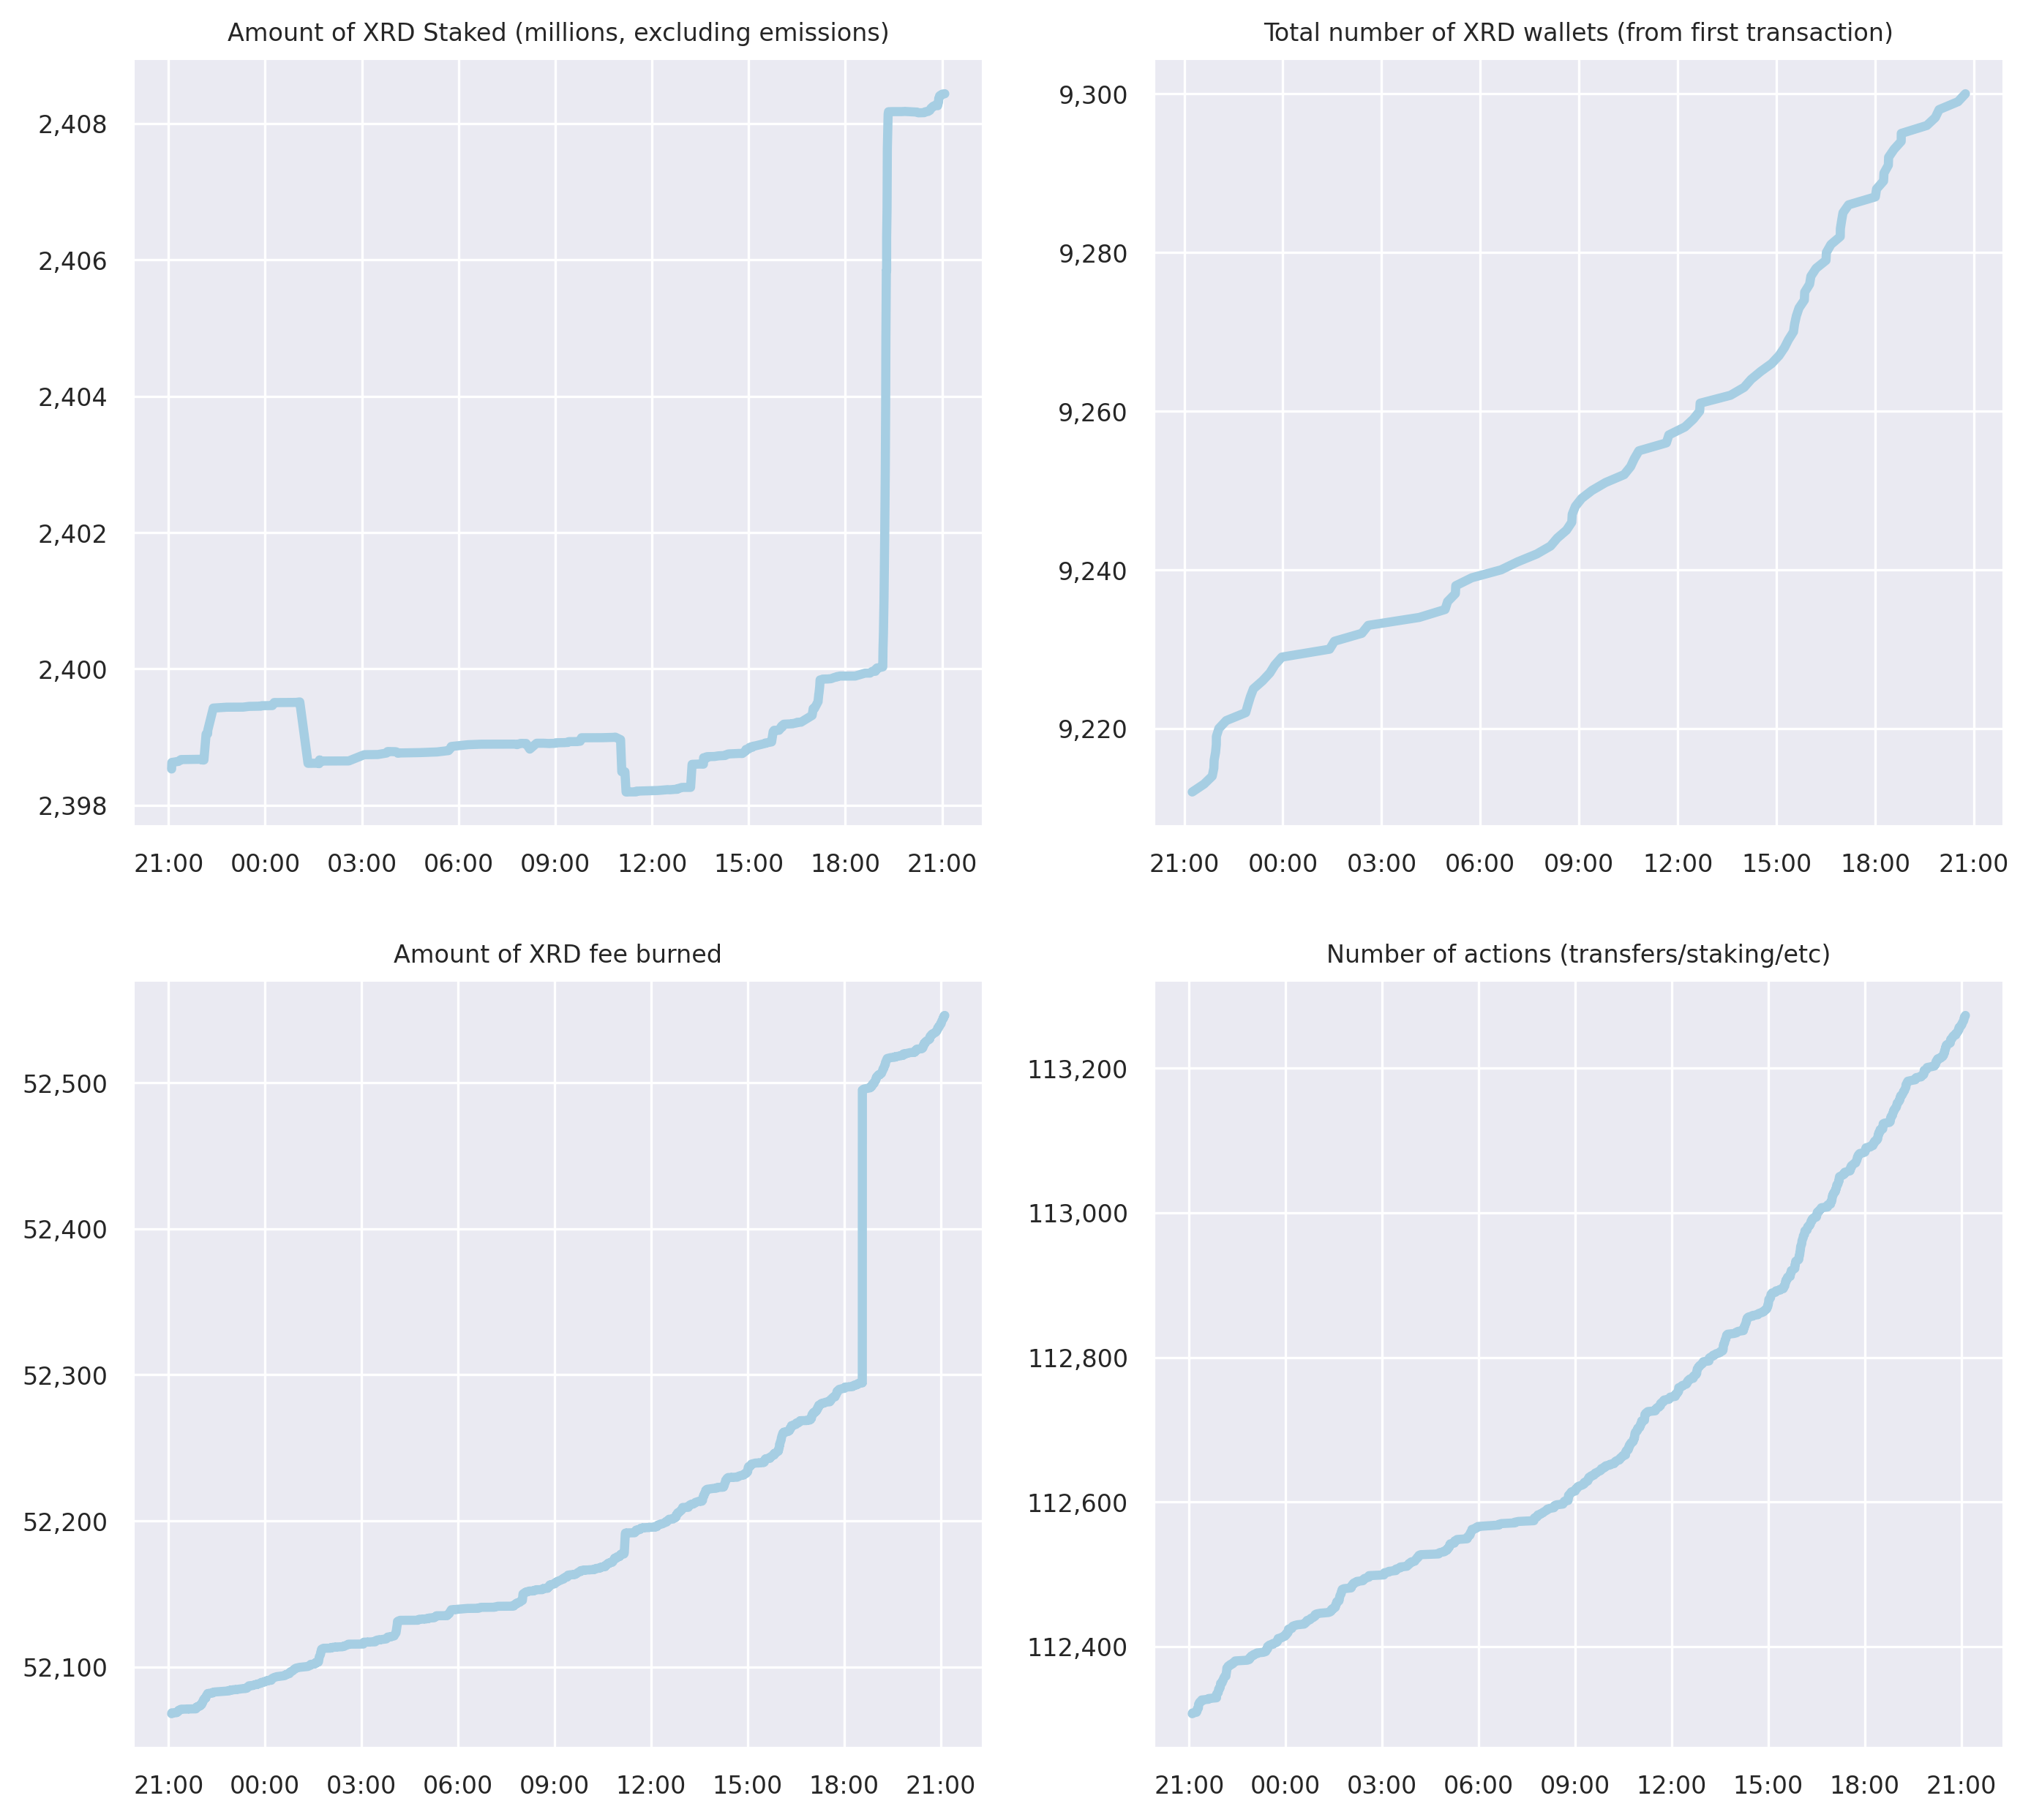 Amount of XRD Staked (millions, excluding emissions)
2,408
2,406
2,404
2,402
2,400
2,398
21:00 00:00 03:00 06:00 09:00 12:00 15:00 18:00 21:00
Total number of XRD wallets (from first transaction)
9,300
9,280
9,260
9,240
9,220
21:00 00:00 03:00 06:00 09:00 12:00 15:00 18:00 21:00
Amount of XRD fee burned
52,500
52,400
52,300
52,200
52,100
21:00 00:00 03:00 06:00 09:00 12:00 15:00 18:00 21:00
Number of actions (transfers/staking/etc)
113,200
113,000
112,800
112,600
112,400
21:00 00:00 03:00 06:00 09:00 12:00 15:00 18:00 21:00